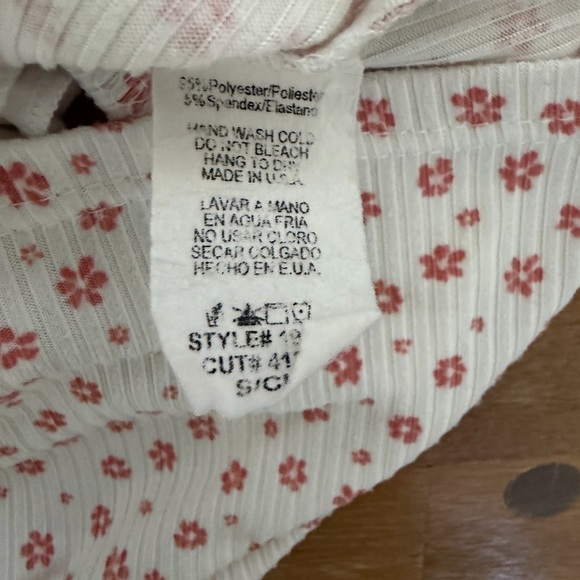 95%Polyester/Poliester
5%Spandex/Elastano
HAND WASH COLD
DO NOT BLEACH
HANG TO DRY
MADE IN U.S.A.
LAVAR A MANO
EN AGUA FRIA
NO USAR CLORO
SECAR COLGADO
HECHO EN E.U.A.
STYLE#
CUT#